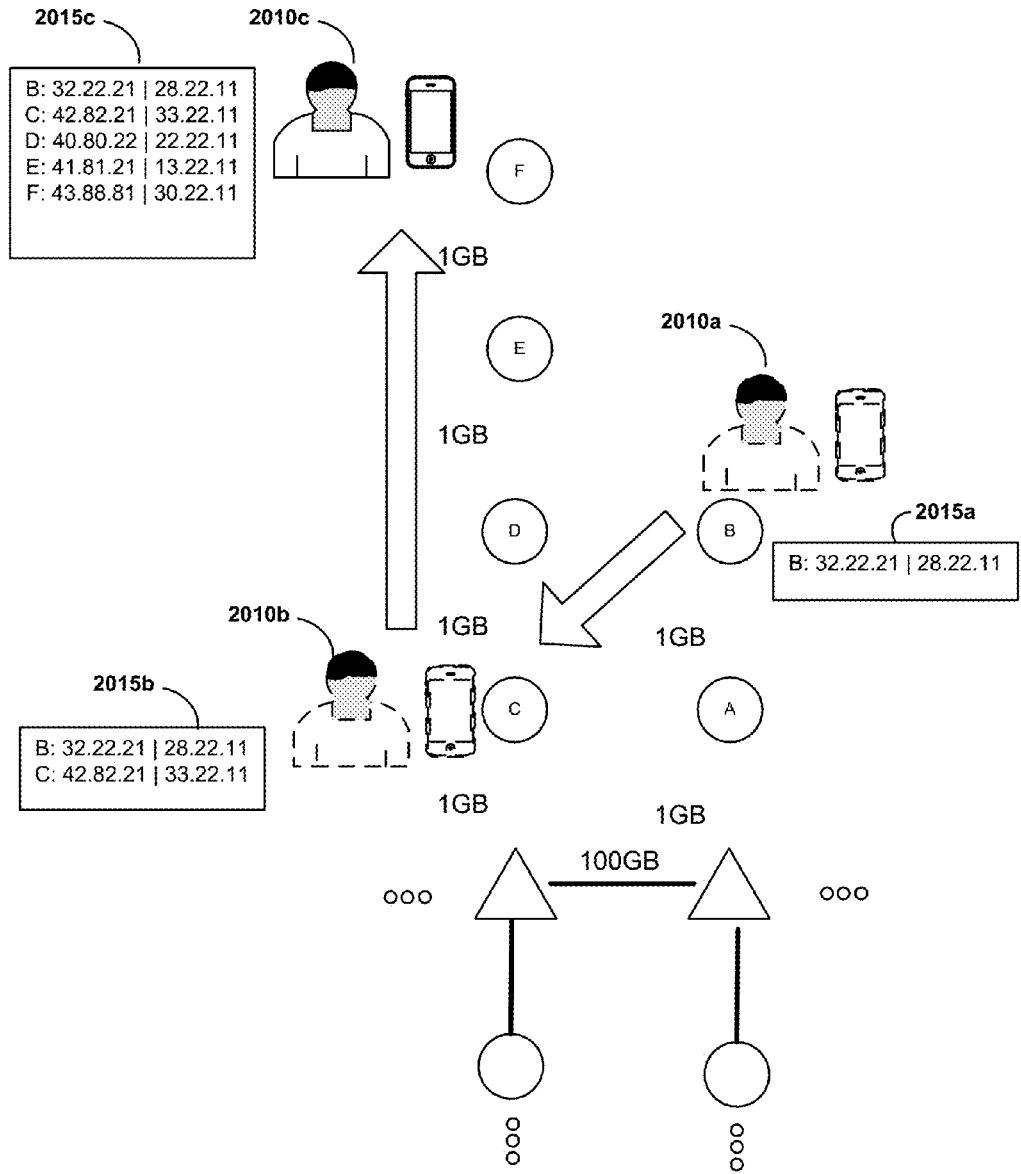 2015c
2010c
B: 32.22.21 | 28.22.11
C: 42.82.21 | 33.22.11
D: 40.80.22 | 22.22.11
E: 41.81.21 | 13.22.11
F: 43.88.81 | 30.22.11
F
1GB
2010a
E
1GB
D
B
2015a
B: 32.22.21 | 28.22.11
2010b
1GB
1GB
2015b
C
A
B: 32.22.21 | 28.22.11
C: 42.82.21 | 33.22.11
1GB
1GB
100GB